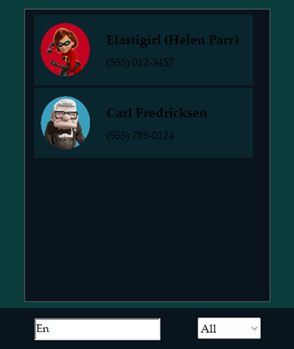 Elastigirl (Helen Parr)
(555) 012-3457
Carl Fredricksen
(555) 789-0124
En
All